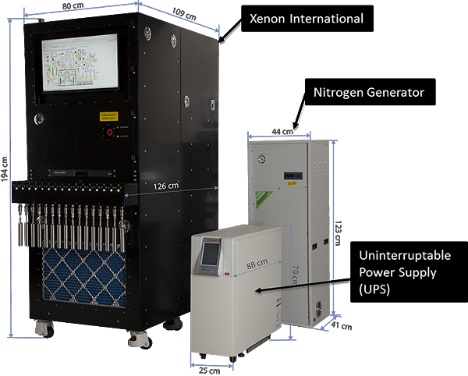 80 cm
109 cm
Xenon International
194 cm
126 cm
Nitrogen Generator
44 cm
123 cm
41 cm
88 cm
70 cm
25 cm
Uninterruptable
Power Supply
(UPS)